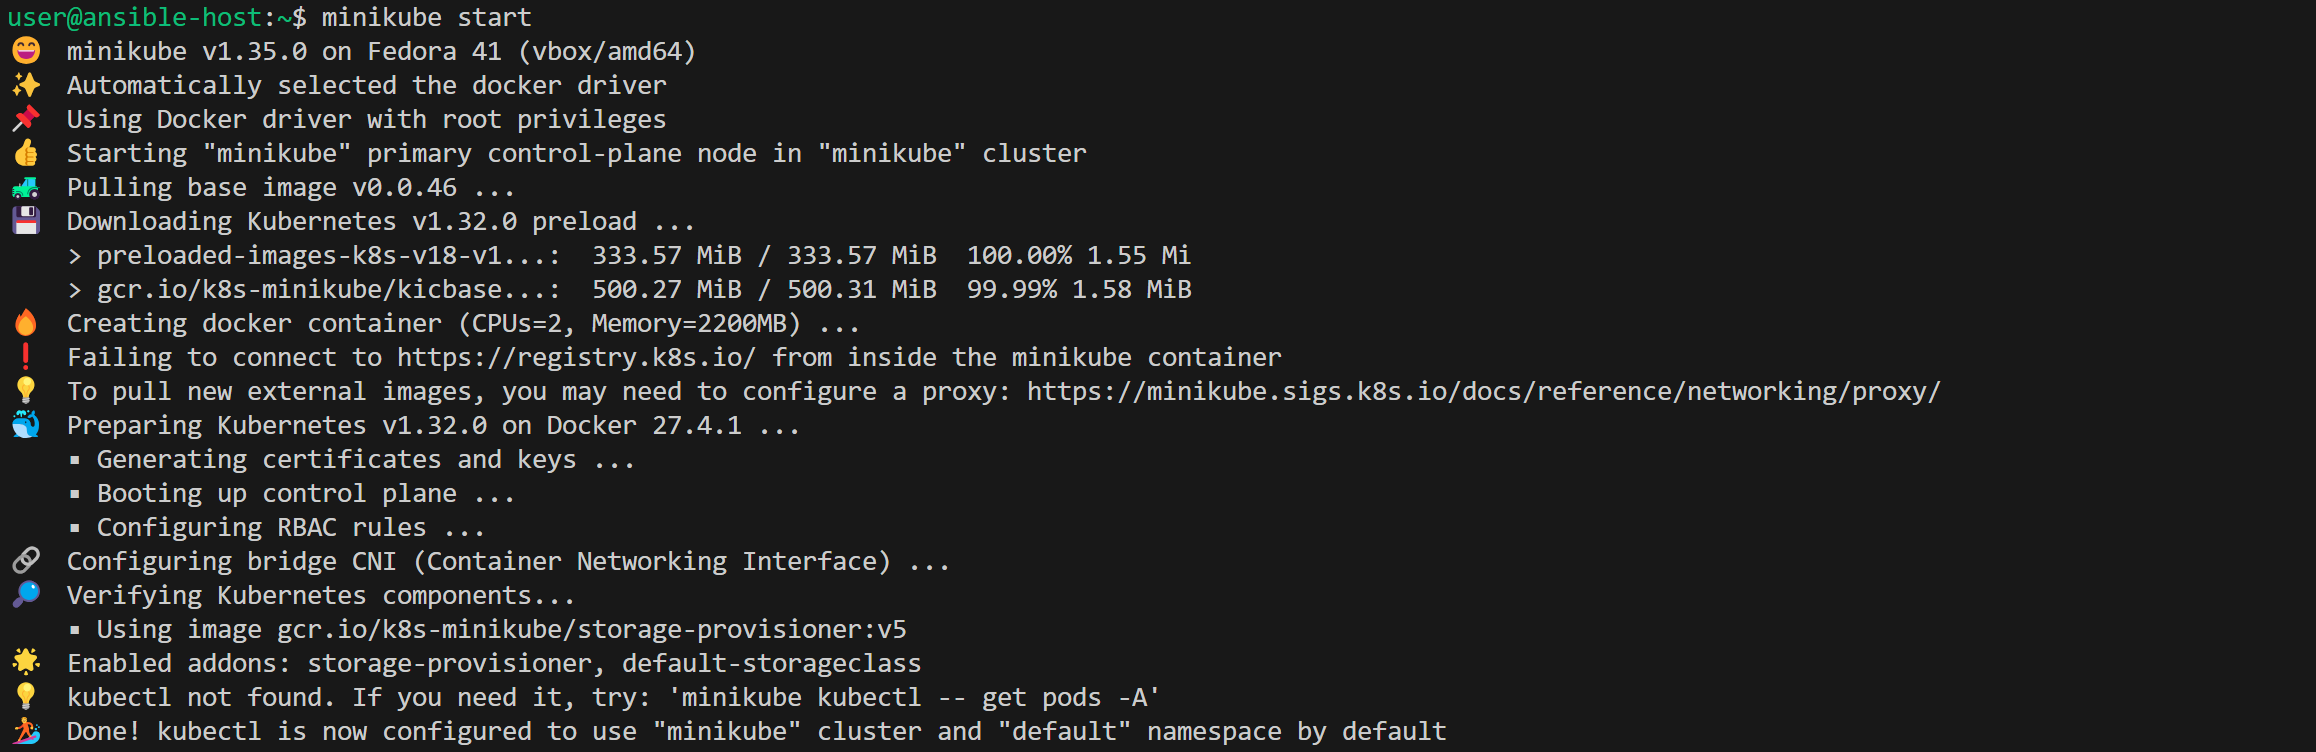 user@ansible-host:~$ minikube start
😄  minikube v1.35.0 on Fedora 41 (vbox/amd64)
✨  Automatically selected the docker driver
📌  Using Docker driver with root privileges
👍  Starting "minikube" primary control-plane node in "minikube" cluster
🚜  Pulling base image v0.0.46 ...
💾  Downloading Kubernetes v1.32.0 preload ...
    > preloaded-images-k8s-v18-v1...:  333.57 MiB / 333.57 MiB  100.00% 1.55 Mi
    > gcr.io/k8s-minikube/kicbase...:  500.27 MiB / 500.31 MiB  99.99% 1.58 MiB
🔥  Creating docker container (CPUs=2, Memory=2200MB) ...
❗  Failing to connect to https://registry.k8s.io/ from inside the minikube container
💡  To pull new external images, you may need to configure a proxy: https://minikube.sigs.k8s.io/docs/reference/networking/proxy/
🐳  Preparing Kubernetes v1.32.0 on Docker 27.4.1 ...
    ▪ Generating certificates and keys ...
    ▪ Booting up control plane ...
    ▪ Configuring RBAC rules ...
🔗  Configuring bridge CNI (Container Networking Interface) ...
🔎  Verifying Kubernetes components...
    ▪ Using image gcr.io/k8s-minikube/storage-provisioner:v5
🌟  Enabled addons: storage-provisioner, default-storageclass
💡  kubectl not found. If you need it, try: 'minikube kubectl -- get pods -A'
🏄  Done! kubectl is now configured to use "minikube" cluster and "default" namespace by default